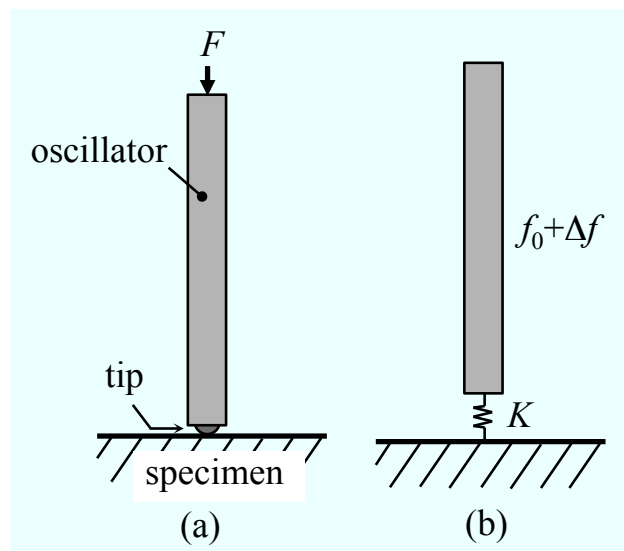 F
oscillator
tip
specimen
(a)
f₀+Δf
K
(b)